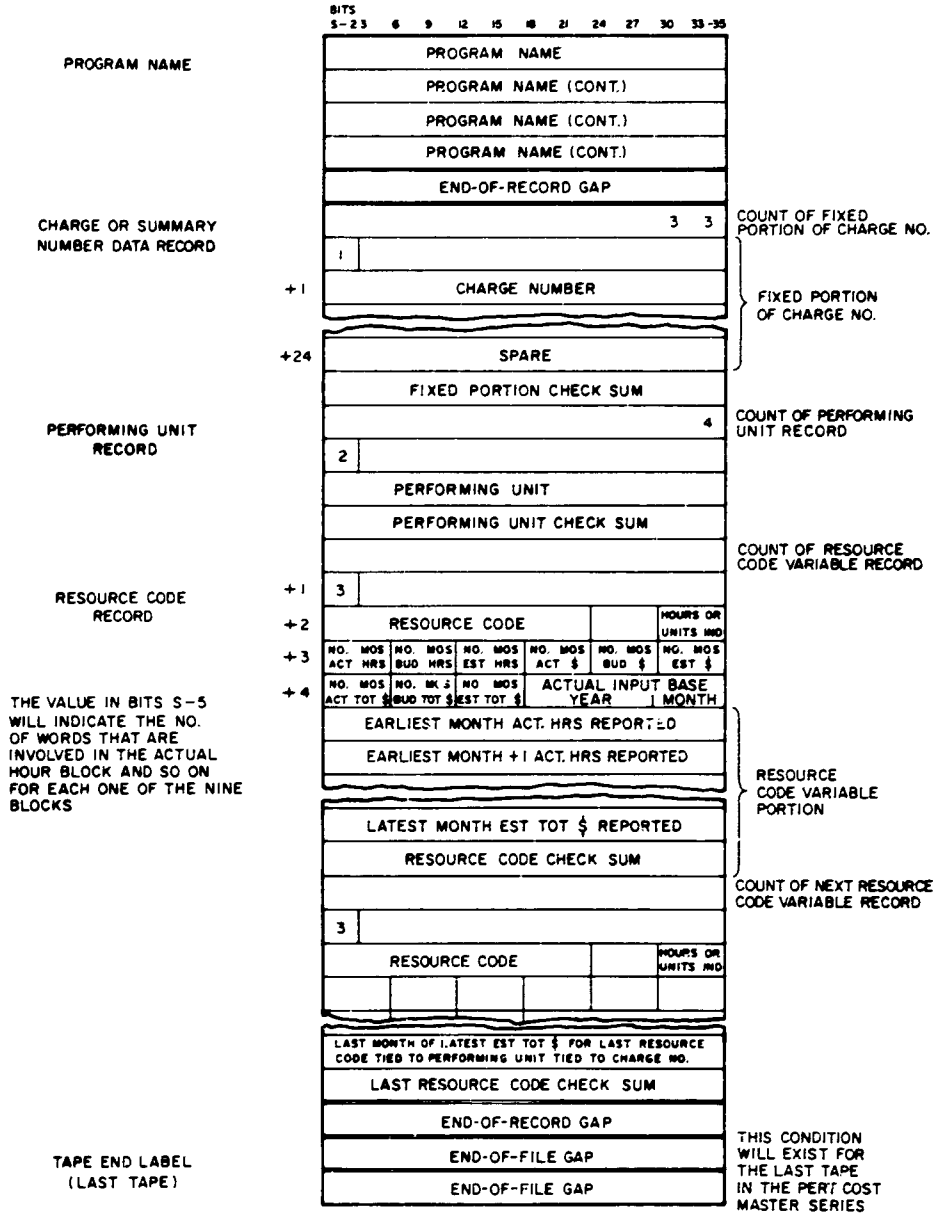 BITS
S-2 3 6 9 12 15 18 21 24 27 30 33-35
PROGRAM NAME
PROGRAM NAME
PROGRAM NAME (CONT.)
PROGRAM NAME (CONT.)
PROGRAM NAME (CONT.)
END-OF-RECORD GAP
CHARGE OR SUMMARY
NUMBER DATA RECORD
3 3
COUNT OF FIXED
PORTION OF CHARGE NO.
1
+1
CHARGE NUMBER
FIXED PORTION
OF CHARGE NO.
+24
SPARE
FIXED PORTION CHECK SUM
PERFORMING UNIT
RECORD
4
COUNT OF PERFORMING
UNIT RECORD
2
PERFORMING UNIT
PERFORMING UNIT CHECK SUM
COUNT OF RESOURCE
CODE VARIABLE RECORD
RESOURCE CODE
RECORD
+1
3
+2
RESOURCE CODE
HOURS OR
UNITS IND
+3
NO. MOS
ACT HRS
NO. MOS
BUD HRS
NO. MOS
EST HRS
NO. MOS
ACT $
NO. MOS
BUD $
NO. MOS
EST $
+4
NO. MOS
ACT TOT $
NO. MOS
BUD TOT $
NO MOS
EST TOT $
ACTUAL INPUT BASE
YEAR MONTH
THE VALUE IN BITS S-5
WILL INDICATE THE NO.
OF WORDS THAT ARE
INVOLVED IN THE ACTUAL
HOUR BLOCK AND SO ON
FOR EACH ONE OF THE NINE
BLOCKS
EARLIEST MONTH ACT. HRS REPORTED
EARLIEST MONTH +1 ACT. HRS REPORTED
RESOURCE
CODE VARIABLE
PORTION
LATEST MONTH EST TOT $ REPORTED
RESOURCE CODE CHECK SUM
COUNT OF NEXT RESOURCE
CODE VARIABLE RECORD
3
RESOURCE CODE
HOURS OR
UNITS IND
LAST MONTH OF LATEST EST TOT $ FOR LAST RESOURCE
CODE TIED TO PERFORMING UNIT TIED TO CHARGE NO.
LAST RESOURCE CODE CHECK SUM
END-OF-RECORD GAP
TAPE END LABEL
(LAST TAPE)
END-OF-FILE GAP
END-OF-FILE GAP
THIS CONDITION
WILL EXIST FOR
THE LAST TAPE
IN THE PERT COST
MASTER SERIES